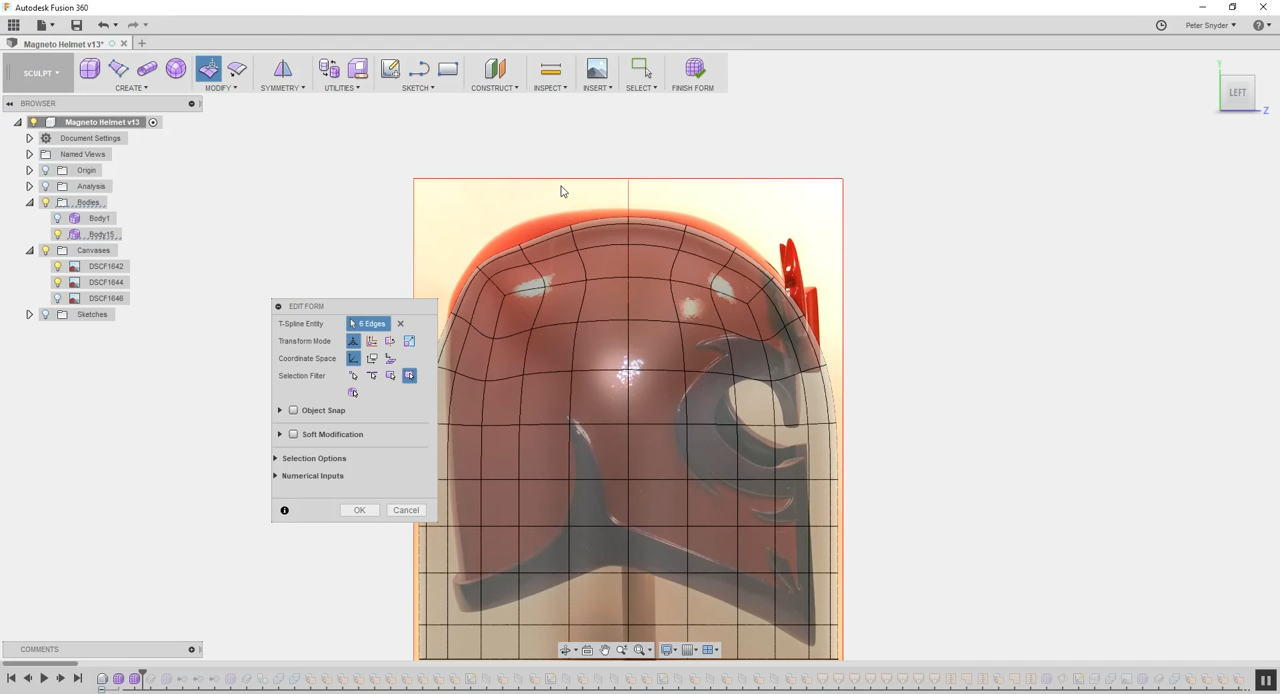 Autodesk Fusion 360
Peter Snyder
Magneto Helmet v13*
SCULPT
CREATE
MODIFY
SYMMETRY
UTILITIES
SKETCH
CONSTRUCT
INSPECT
INSERT
SELECT
FINISH FORM
BROWSER
Magneto Helmet v13
Document Settings
Named Views
Origin
Analysis
Bodies
Body1
Body15
Canvases
DSCF1642
DSCF1644
DSCF1646
Sketches
Y
LEFT
Z
EDIT FORM
T-Spline Entity 6 Edges
Transform Mode
Coordinate Space
Selection Filter
Object Snap
Soft Modification
Selection Options
Numerical Inputs
OK Cancel
COMMENTS